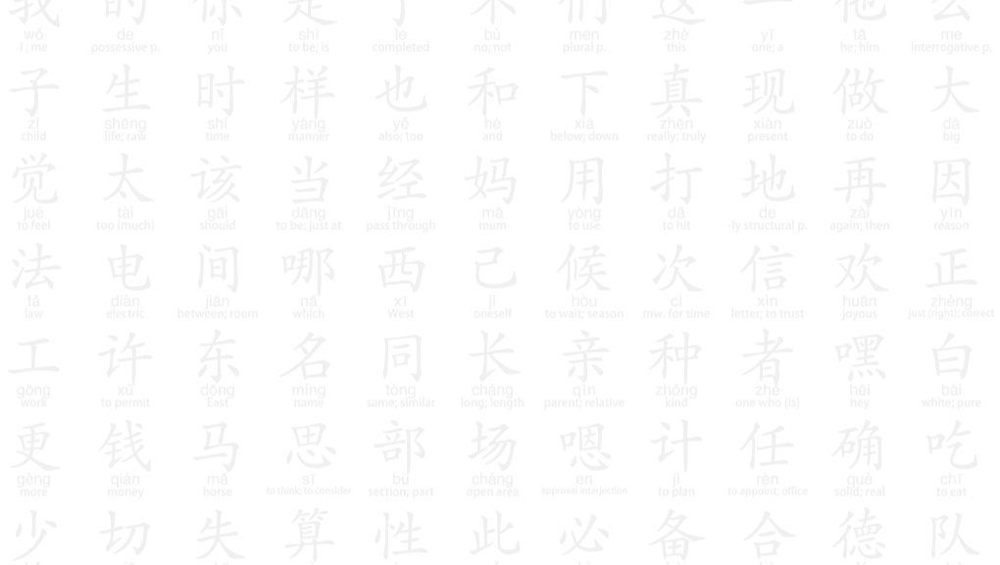 我 的 你 是 了 不 们 这 一 他 么
wǒ de nǐ shì le bù men zhè yī tā me
I ; me possessive p. you to be; is completed no; not plural p. this one; a he; him interrogative p.
子 生 时 样 也 和 下 真 现 做 大
zǐ shēng shí yàng yě hé xià zhēn xiàn zuò dà
child life; raw time manner also; too and below; down really; truly present to do big
觉 太 该 当 经 妈 用 打 地 再 因
jué tài gāi dāng jīng mā yòng dǎ de zài yīn
to feel too (much) should to be; just at pass through mum to use to hit -ly structural p. again; then reason
法 电 间 哪 西 己 候 次 信 欢 正
fǎ diàn jiān nǎ xī jǐ hòu cì xìn huān zhèng
law electric between; room which West oneself to wait; season mw. for time letter; to trust joyous just (right); correct
工 许 东 名 同 长 亲 种 者 嘿 白
gōng xǔ dōng míng tóng cháng qīn zhǒng zhě hēi bái
work to permit East name same; similar long; length parent; relative kind one who (is) hey white; pure
更 钱 马 思 部 场 嗯 计 任 确 吃
gèng qián mǎ sī bù chǎng en jì rèn què chī
more money horse to think; to consider section; part open area approval interjection to plan to appoint; office solid; real to eat
少 切 失 算 性 此 必 备 合 德 队